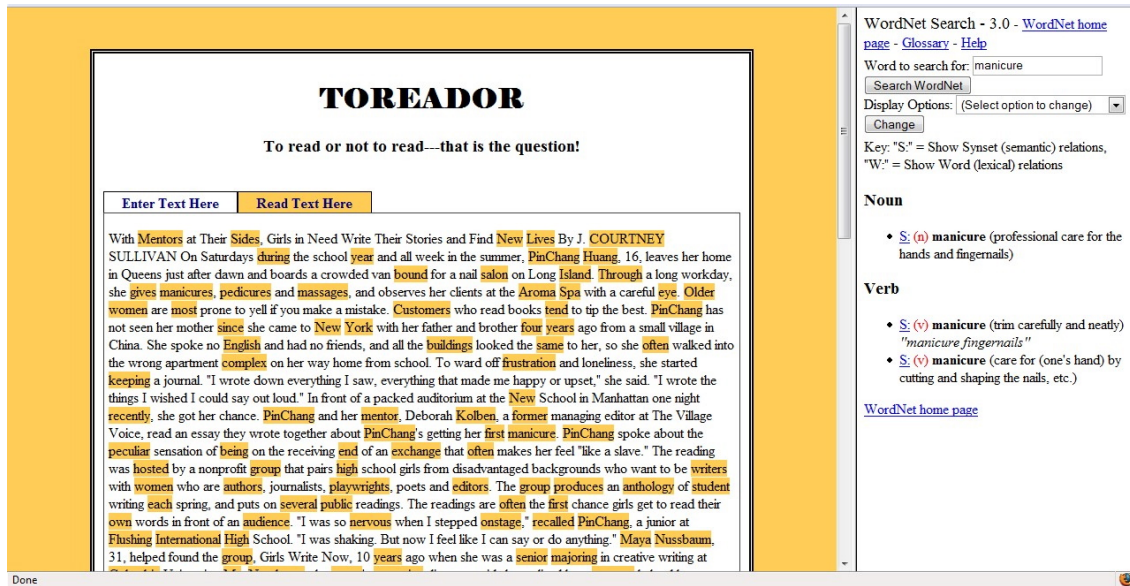 TOREADOR
To read or not to read---that is the question!
Enter Text Here
Read Text Here
With Mentors at Their Sides, Girls in Need Write Their Stories and Find New Lives By J. COURTNEY
SULLIVAN On Saturdays during the school year and all week in the summer, PinChang Huang, 16, leaves her home
in Queens just after dawn and boards a crowded van bound for a nail salon on Long Island. Through a long workday,
she gives manicures, pedicures and massages, and observes her clients at the Aroma Spa with a careful eye. Older
women are most prone to yell if you make a mistake. Customers who read books tend to tip the best. PinChang has
not seen her mother since she came to New York with her father and brother four years ago from a small village in
China. She spoke no English and had no friends, and all the buildings looked the same to her, so she often walked into
the wrong apartment complex on her way home from school. To ward off frustration and loneliness, she started
keeping a journal. "I wrote down everything I saw, everything that made me happy or upset," she said. "I wrote the
things I wished I could say out loud." In front of a packed auditorium at the New School in Manhattan one night
recently, she got her chance. PinChang and her mentor, Deborah Kolben, a former managing editor at The Village
Voice, read an essay they wrote together about PinChang's getting her first manicure. PinChang spoke about the
peculiar sensation of being on the receiving end of an exchange that often makes her feel "like a slave." The reading
was hosted by a nonprofit group that pairs high school girls from disadvantaged backgrounds who want to be writers
with women who are authors, journalists, playwrights, poets and editors. The group produces an anthology of student
writing each spring, and puts on several public readings. The readings are often the first chance girls get to read their
own words in front of an audience. "I was so nervous when I stepped onstage," recalled PinChang, a junior at
Flushing International High School. "I was shaking. But now I feel like I can say or do anything." Maya Nussbaum,
31, helped found the group, Girls Write Now, 10 years ago when she was a senior majoring in creative writing at
WordNet Search - 3.0 - WordNet home
page - Glossary - Help
Word to search for: manicure
Search WordNet
Display Options: (Select option to change)
Change
Key: "S:" = Show Synset (semantic) relations,
"W:" = Show Word (lexical) relations
Noun
• S: (n) manicure (professional care for the
hands and fingernails)
Verb
• S: (v) manicure (trim carefully and neatly)
"manicure fingernails"
• S: (v) manicure (care for (one's hand) by
cutting and shaping the nails, etc.)
WordNet home page
Done